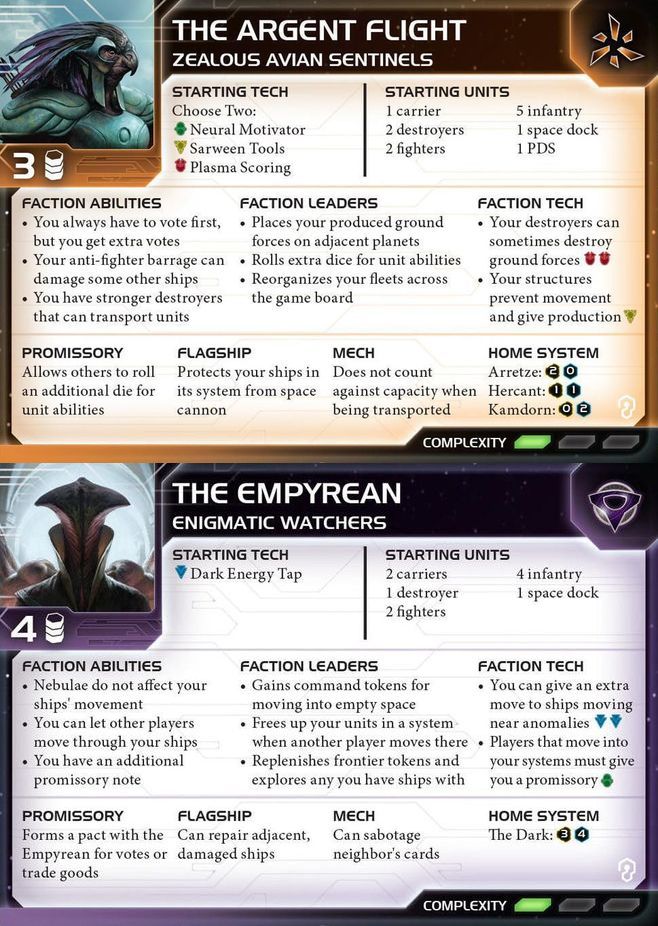 THE ARGENT FLIGHT
ZEALOUS AVIAN SENTINELS
3
STARTING TECH
Choose Two:
Neural Motivator
Sarween Tools
Plasma Scoring
STARTING UNITS
1 carrier
2 destroyers
2 fighters
5 infantry
1 space dock
1 PDS
FACTION ABILITIES
• You always have to vote first,
but you get extra votes
• Your anti-fighter barrage can
damage some other ships
• You have stronger destroyers
that can transport units
FACTION LEADERS
• Places your produced ground
forces on adjacent planets
• Rolls extra dice for unit abilities
• Reorganizes your fleets across
the game board
FACTION TECH
• Your destroyers can
sometimes destroy
ground forces
• Your structures
prevent movement
and give production
PROMISSORY
Allows others to roll
an additional die for
unit abilities
FLAGSHIP
Protects your ships in
its system from space
cannon
MECH
Does not count
against capacity when
being transported
HOME SYSTEM
Arretze: 2 0
Hercant: 1 1
Kamdorn: 0 2
COMPLEXITY
THE EMPYREAN
ENIGMATIC WATCHERS
4
STARTING TECH
Dark Energy Tap
STARTING UNITS
2 carriers
1 destroyer
2 fighters
4 infantry
1 space dock
FACTION ABILITIES
• Nebulae do not affect your
ships' movement
• You can let other players
move through your ships
• You have an additional
promissory note
FACTION LEADERS
• Gains command tokens for
moving into empty space
• Frees up your units in a system
when another player moves there
• Replenishes frontier tokens and
explores any you have ships with
FACTION TECH
• You can give an extra
move to ships moving
near anomalies
• Players that move into
your systems must give
you a promissory
PROMISSORY
Forms a pact with the
Empyrean for votes or
trade goods
FLAGSHIP
Can repair adjacent,
damaged ships
MECH
Can sabotage
neighbor's cards
HOME SYSTEM
The Dark: 3 4
COMPLEXITY